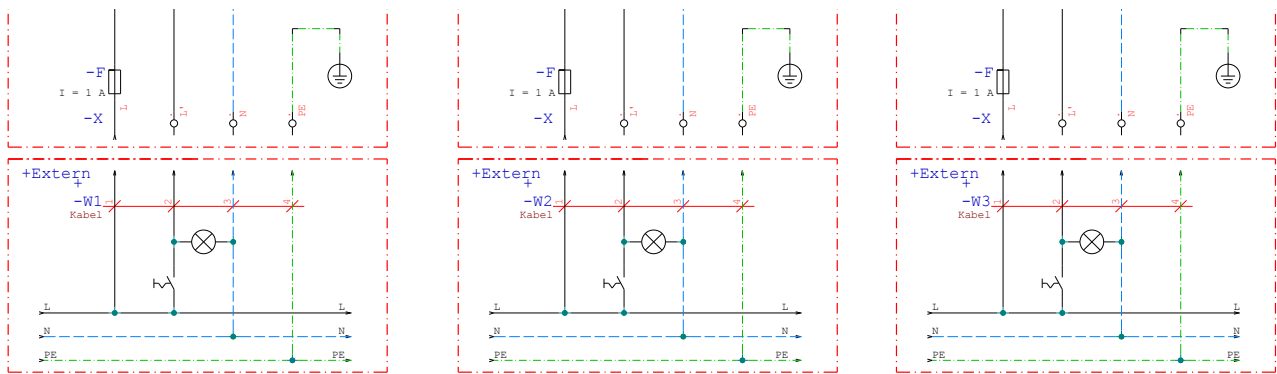 -F
I = 1 A
L
-X
L'
N
PE
-F
I = 1 A
L
-X
L'
N
PE
-F
I = 1 A
L
-X
L'
N
PE
+Extern
+
-W1
Kabel
1
2
3
4
L
L
N
N
PE
PE
+Extern
+
-W2
Kabel
1
2
3
4
L
L
N
N
PE
PE
+Extern
+
-W3
Kabel
1
2
3
4
L
L
N
N
PE
PE